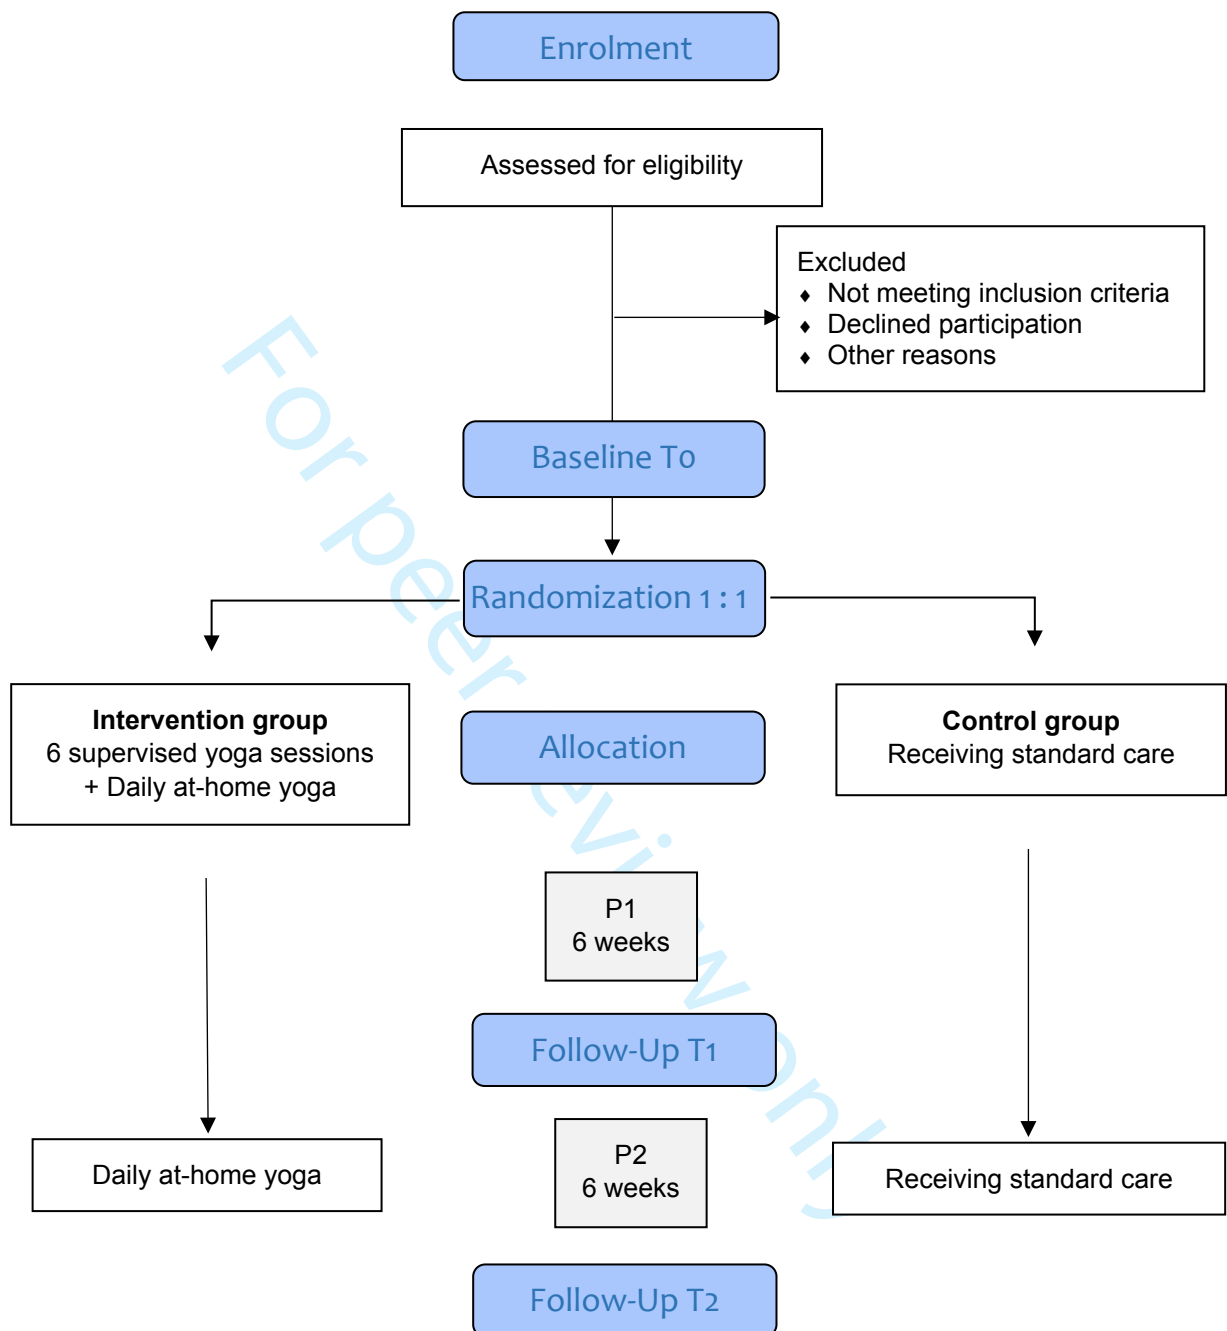 Enrolment
Assessed for eligibility
Excluded
♦ Not meeting inclusion criteria
♦ Declined participation
♦ Other reasons
Baseline T0
Randomization 1 : 1
Intervention group
6 supervised yoga sessions
+ Daily at-home yoga
Allocation
Control group
Receiving standard care
P1
6 weeks
Follow-Up T1
Daily at-home yoga
P2
6 weeks
Receiving standard care
Follow-Up T2
For peer review only